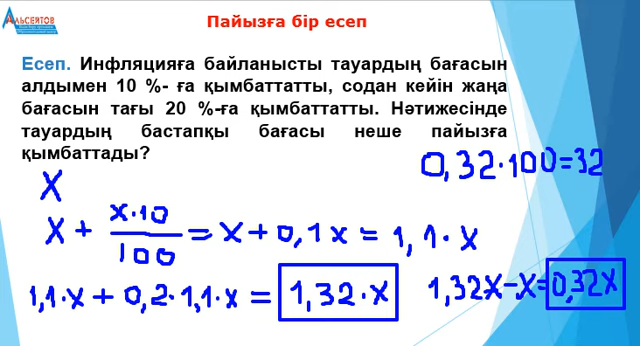 АЛЬСЕИТОВ
Пайызға бір есеп
Есеп. Инфляцияға байланысты тауардың бағасын
алдымен 10 %- ға қымбаттатты, содан кейін жаңа
бағасын тағы 20 %-ға қымбаттатты. Нәтижесінде
тауардың бастапқы бағасы неше пайызға
қымбаттады?
0,32·100=32
X
x + x·10/100 = x + 0,1x = 1,1·x
1,1·x + 0,2·1,1·x = 1,32·x
1,32x-x=0,32x